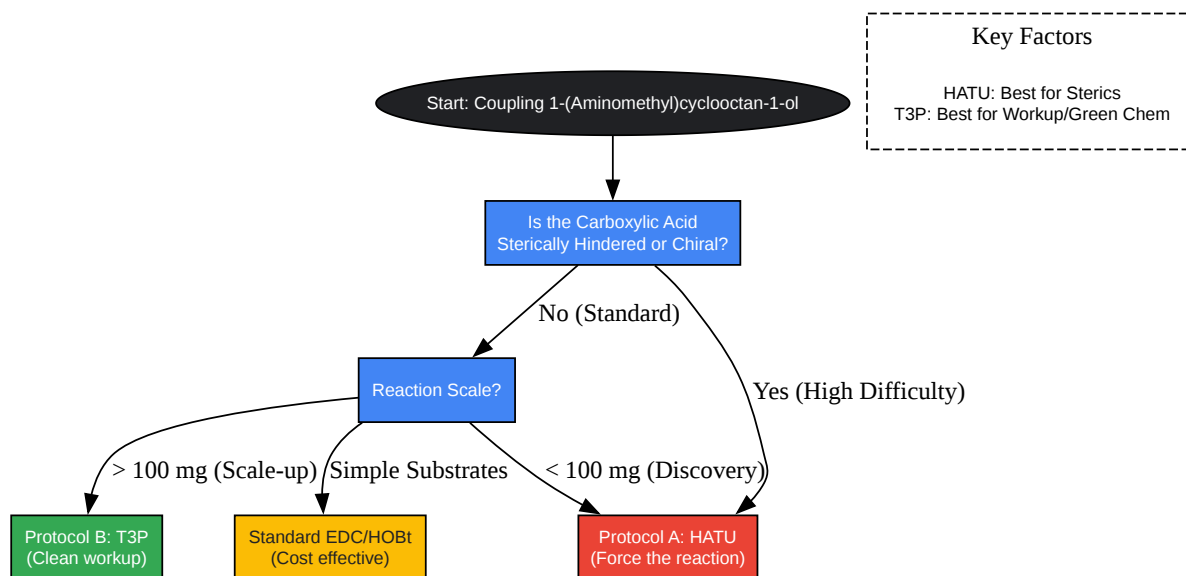 Key Factors
HATU: Best for Sterics
T3P: Best for Workup/Green Chem
Start: Coupling 1-(Aminomethyl)cyclooctan-1-ol
Is the Carboxylic Acid
Sterically Hindered or Chiral?
No (Standard)
Reaction Scale?
Yes (High Difficulty)
> 100 mg (Scale-up)
Simple Substrates
< 100 mg (Discovery)
Protocol B: T3P
(Clean workup)
Standard EDC/HOBt
(Cost effective)
Protocol A: HATU
(Force the reaction)